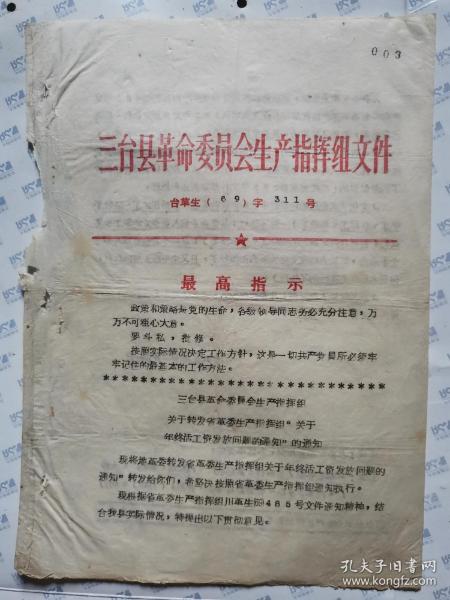 003
三台县革命委员会生产指挥组文件
台革生(69)字311号
最高指示
政策和策略是党的生命,各级领导同志务必充分注意,万
万不可粗心大意。
要斗私,批修。
按照实际情况决定工作方针,这是一切共产党员所必须牢
牢记住的最基本的工作方法。
三台县革命委员会生产指挥组
关于转发省革委生产指挥组"关于
年终活工资发放问题的通知"的通知
现将地革委转发省革委生产指挥组关于年终活工资发放问题的
通知"转发给你们,希坚决按照省革委生产指挥组通知执行。
现根据省革委生产指挥组川革生 485号文件通知精神,结
合我县实际情况,特提出以下贯彻意见。
孔夫子旧书网
www.kongfz.com